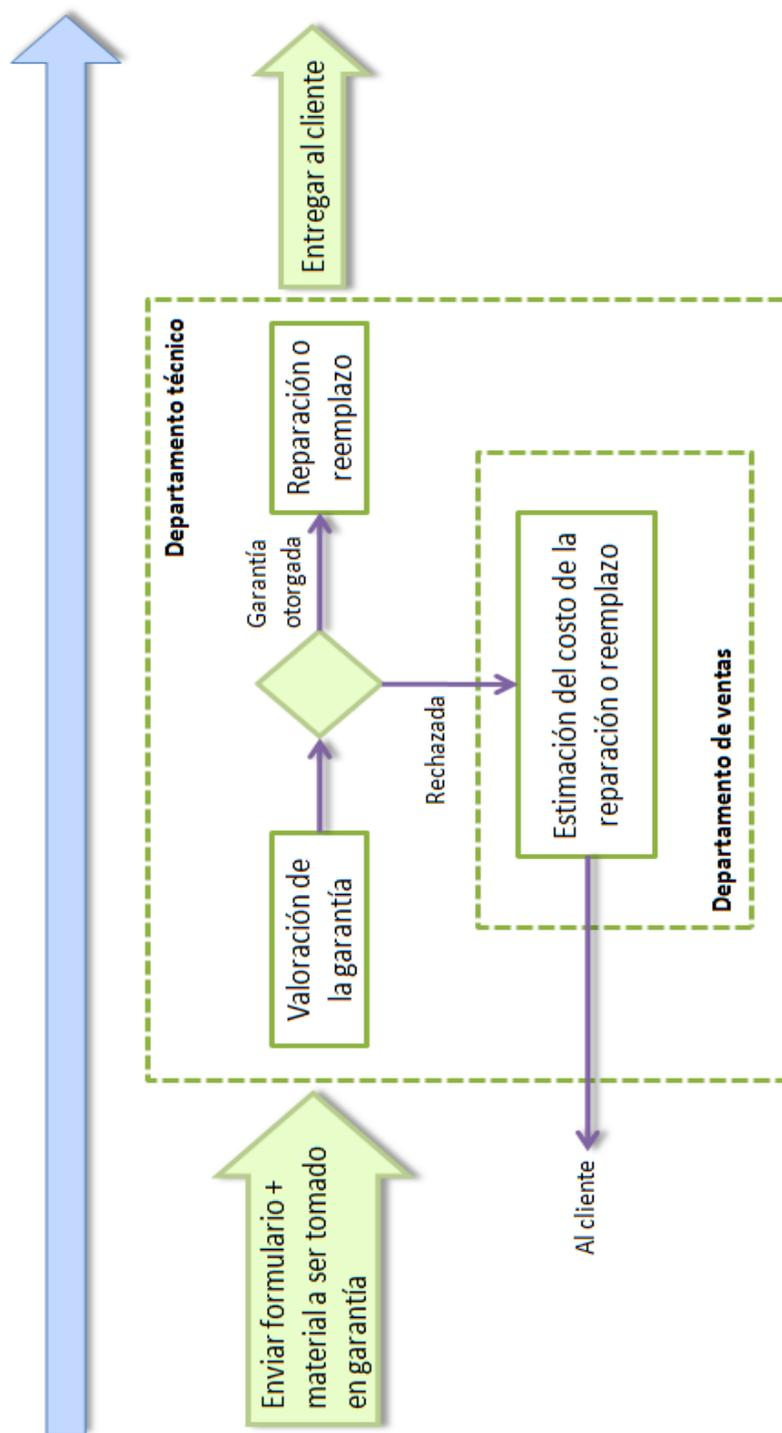 Enviar formulario +
material a ser tomado
en garantía
Departamento técnico
Valoración de
la garantía
Garantía
otorgada
Reparación o
reemplazo
Entregar al cliente
Rechazada
Estimación del costo de la
reparación o reemplazo
Departamento de ventas
Al cliente